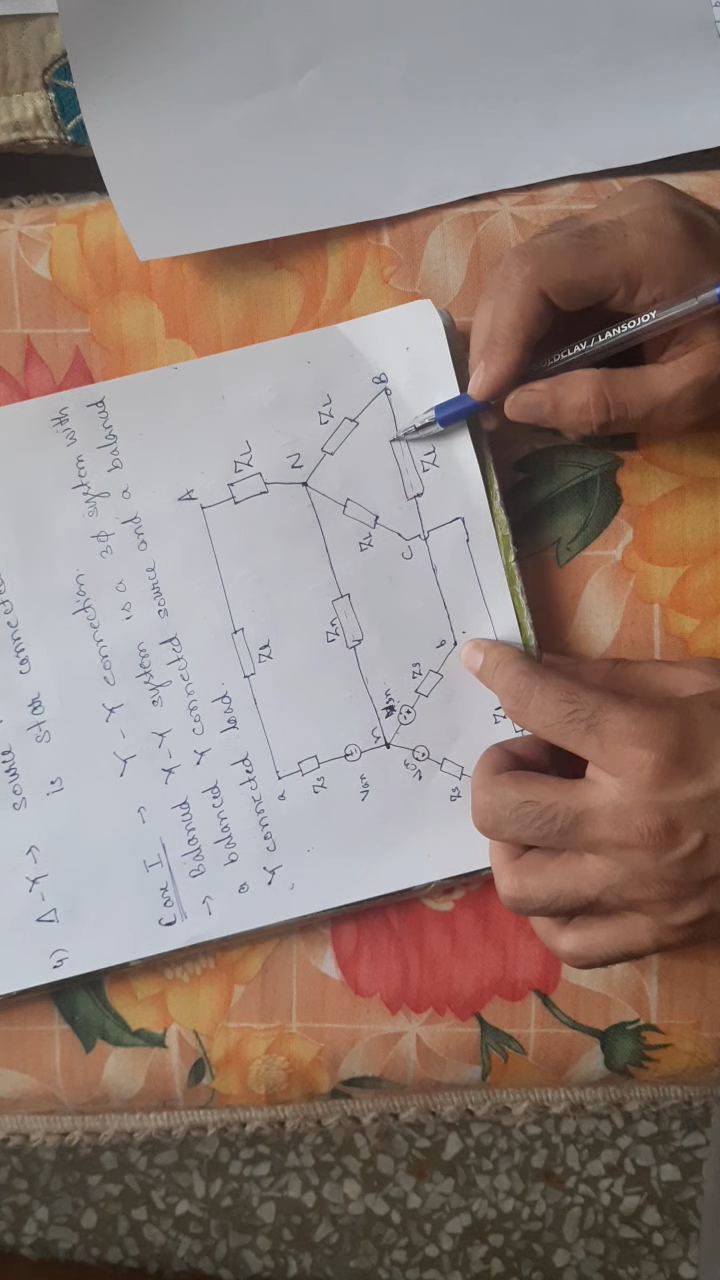 source
4) Δ-Y → is star connected
Case I → Y-Y connection.
→ Balanced Y-Y system is a 3φ system with
a balanced Y connected source and a balanced
Y connected load.
A
ZL
Zl
N
ZL
B
a
Zs
Zn
ZL
ZL
C
Van
n
Vbn
Zs
b
Vcn
Zs
GOLDCLAV / LANSOJOY